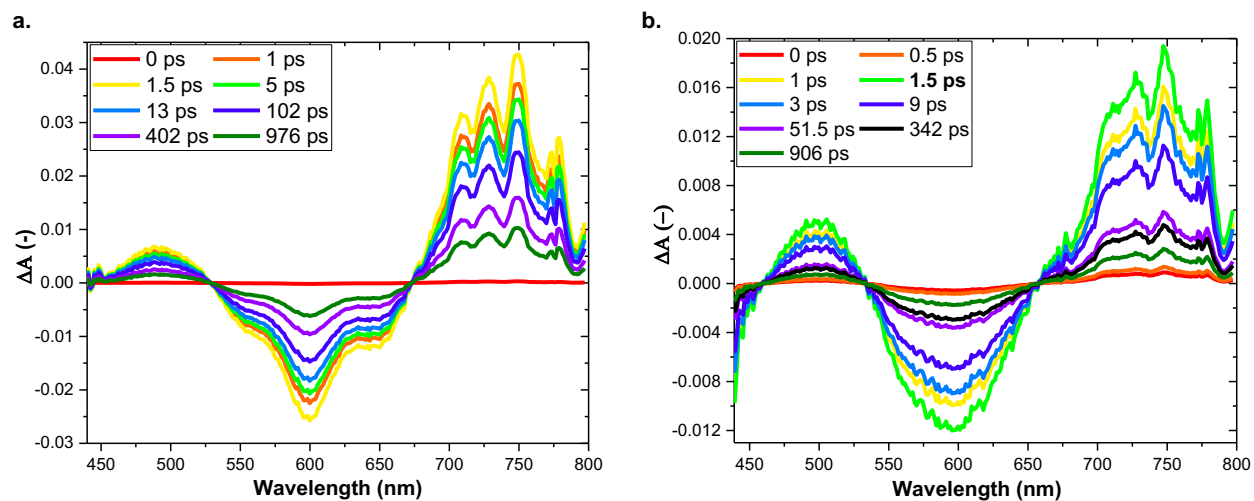 a.
0 ps 1 ps
1.5 ps 5 ps
13 ps 102 ps
402 ps 976 ps
0.04
0.03
0.02
0.01
0.00
-0.01
-0.02
-0.03
ΔA (-)
450 500 550 600 650 700 750 800
Wavelength (nm)
b.
0 ps 0.5 ps
1 ps 1.5 ps
3 ps 9 ps
51.5 ps 342 ps
906 ps
0.020
0.016
0.012
0.008
0.004
0.000
-0.004
-0.008
-0.012
ΔA (–)
450 500 550 600 650 700 750 800
Wavelength (nm)